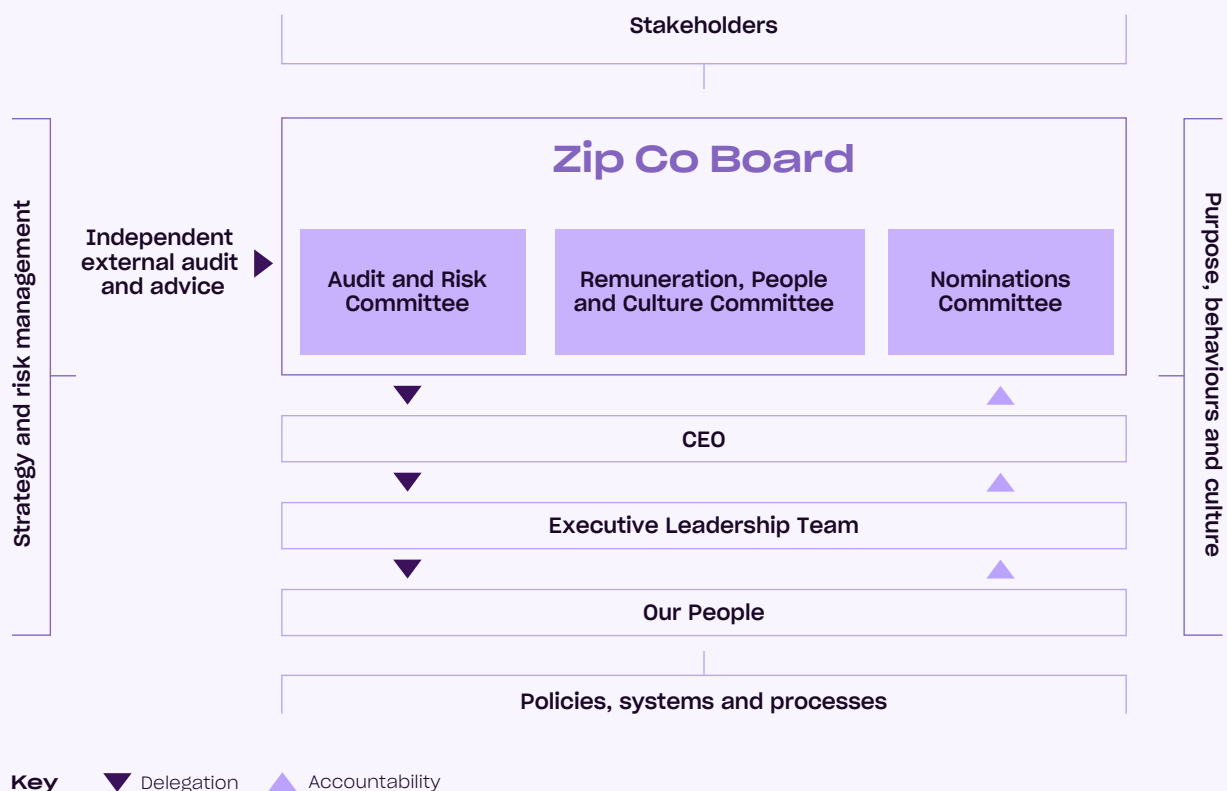 Stakeholders
Zip Co Board
Strategy and risk management
Independent
external audit
and advice
Audit and Risk
Committee
Remuneration, People
and Culture Committee
Nominations
Committee
Purpose, behaviours and culture
CEO
Executive Leadership Team
Our People
Policies, systems and processes
Key
Delegation
Accountability